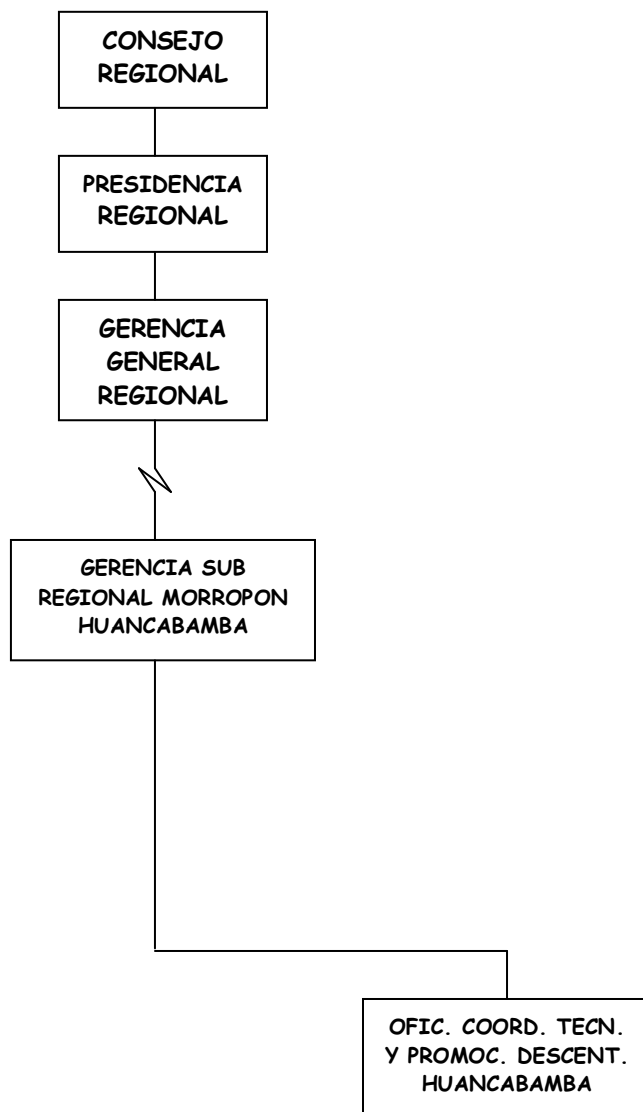 CONSEJO
REGIONAL
PRESIDENCIA
REGIONAL
GERENCIA
GENERAL
REGIONAL
GERENCIA SUB
REGIONAL MORROPON
HUANCABAMBA
OFIC. COORD. TECN.
Y PROMOC. DESCENT.
HUANCABAMBA